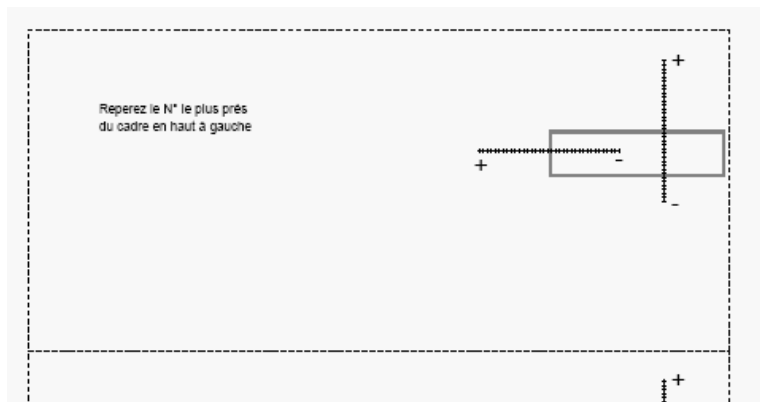 +
Reperez le N° le plus près
du cadre en haut à gauche
+
-
-
+